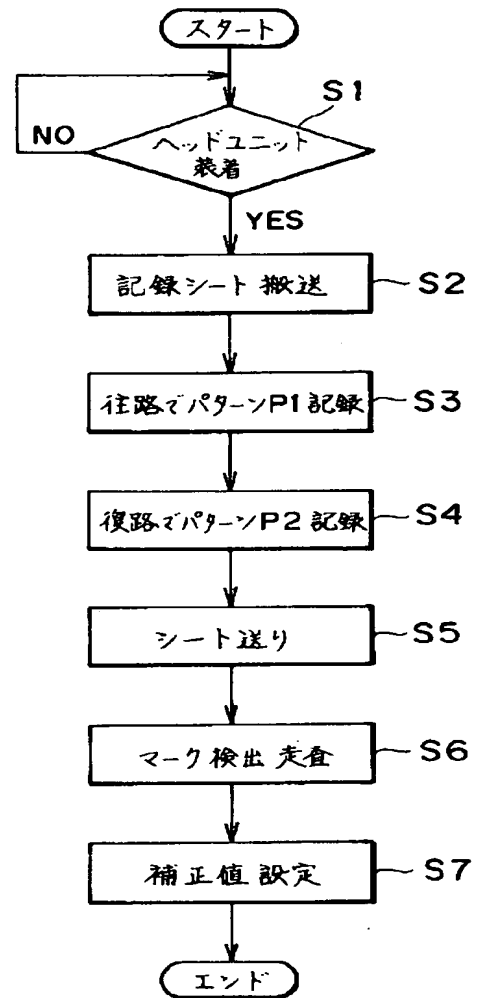 スタート
S1
NO
ヘッドユニット
装着
YES
記録シート 搬送
S2
往路でパターンP1記録
S3
復路でパターンP2記録
S4
シート送り
S5
マーク検出 走査
S6
補正値 設定
S7
エンド